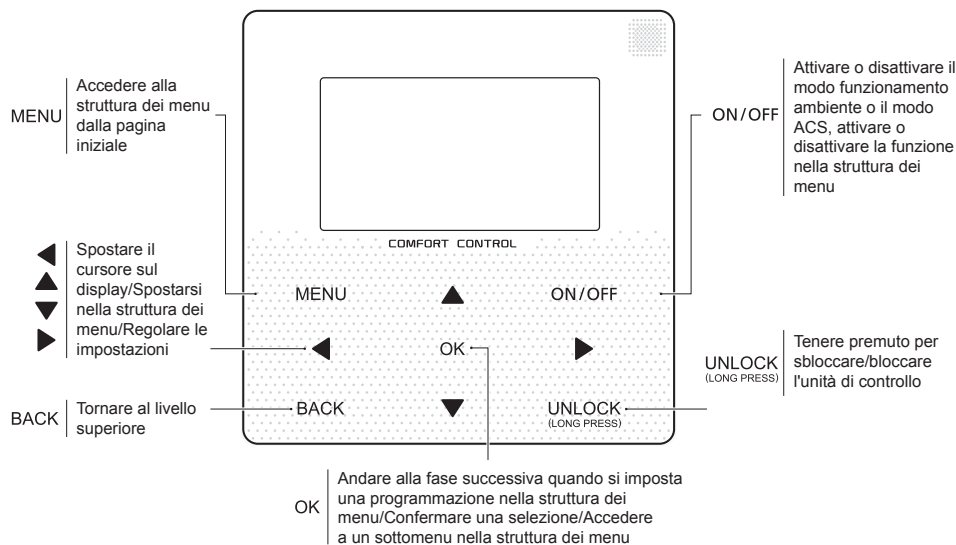 MENU
Accedere alla
struttura dei menu
dalla pagina
iniziale
ON/OFF
Attivare o disattivare il
modo funzionamento
ambiente o il modo
ACS, attivare o
disattivare la funzione
nella struttura dei
menu
Spostare il
cursore sul
display/Spostarsi
nella struttura dei
menu/Regolare le
impostazioni
COMFORT CONTROL
MENU
ON/OFF
OK
BACK
UNLOCK
(LONG PRESS)
UNLOCK
(LONG PRESS)
Tenere premuto per
sbloccare/bloccare
l'unità di controllo
BACK
Tornare al livello
superiore
OK
Andare alla fase successiva quando si imposta
una programmazione nella struttura dei
menu/Confermare una selezione/Accedere
a un sottomenu nella struttura dei menu